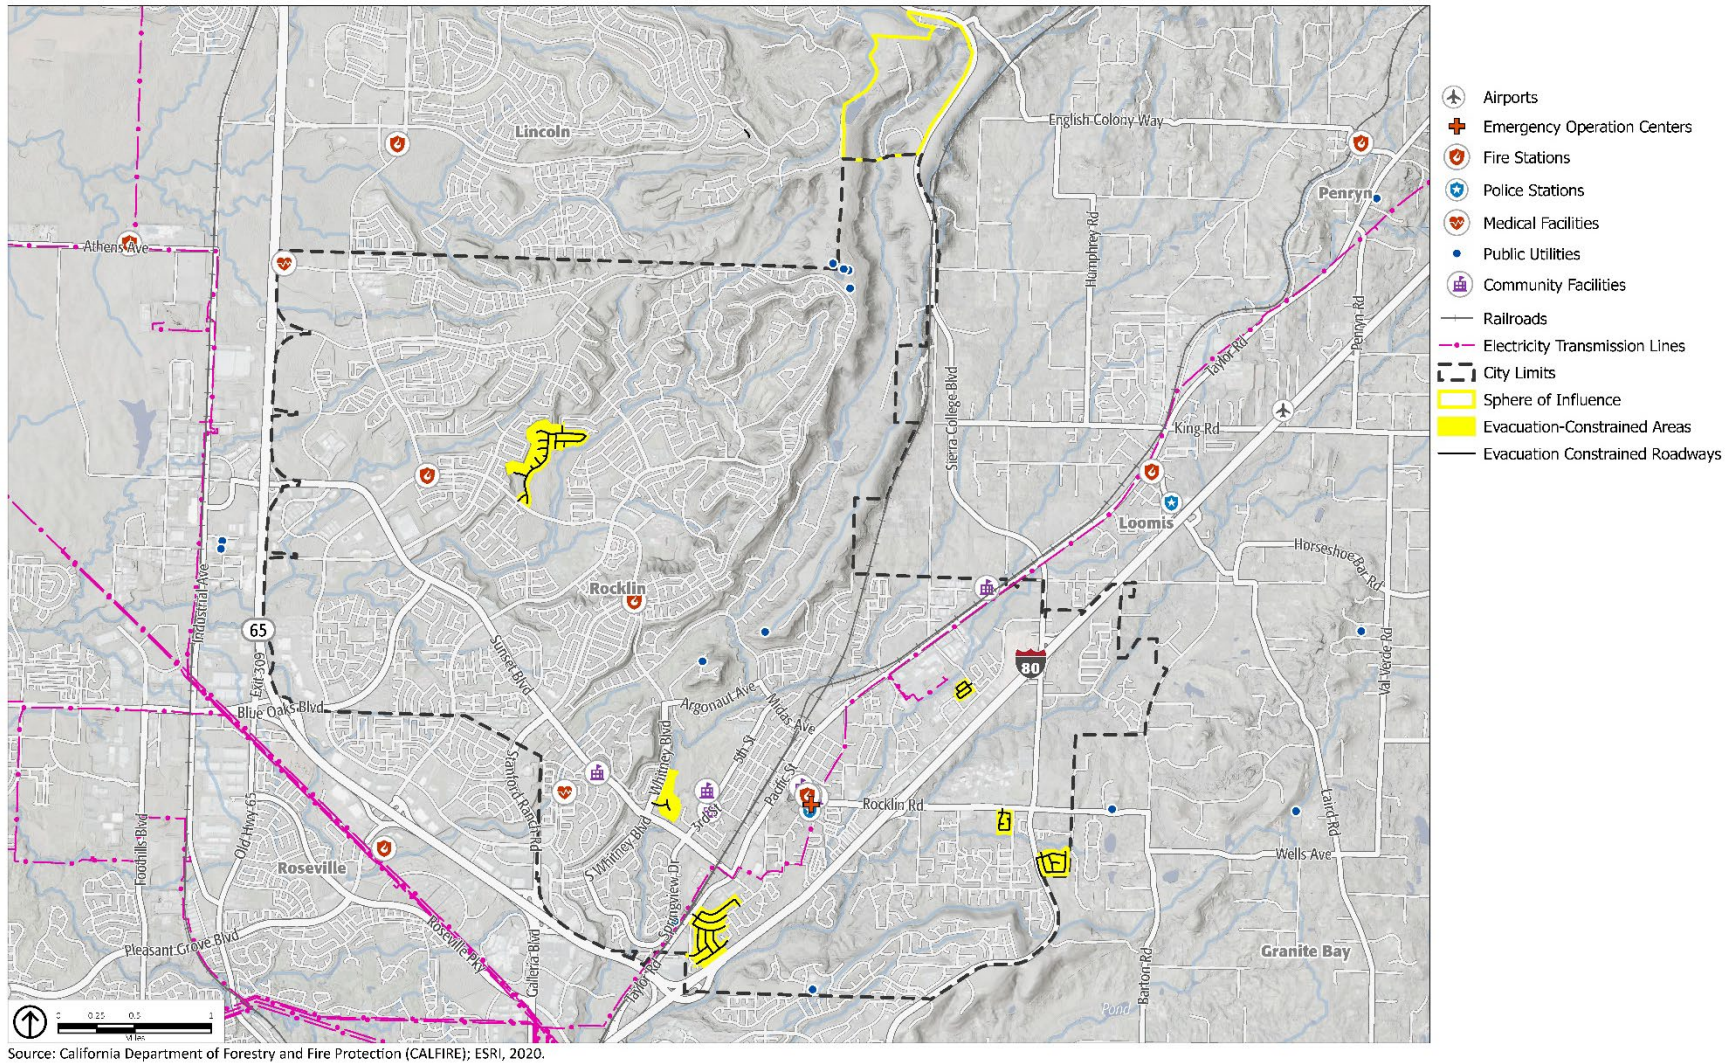 Lincoln
English Colony Way
Penryn
Athens Ave
Humphrey Rd
Penryn Rd
Taylor Rd
Sierra College Blvd
King Rd
Loomis
Horseshoe Bar Rd
Industrial Ave
Rocklin
65
Sunset Blvd
Val Verde Rd
80
Exit 309
Blue Oaks Blvd
Argonaut Ave
Midas Ave
Whitney Blvd
5th St
Stanford Ranch Rd
Pacific St
Rocklin Rd
3rd St
Laird Rd
Foothills Blvd
Old Hwy 65
S Whitney Blvd
Wells Ave
Roseville
Springview Dr
Pleasant Grove Blvd
Roseville Pky
Galleria Blvd
Taylor Rd
Barton Rd
Granite Bay
Pond
0 0.25 0.5 1
Miles
Airports
Emergency Operation Centers
Fire Stations
Police Stations
Medical Facilities
Public Utilities
Community Facilities
Railroads
Electricity Transmission Lines
City Limits
Sphere of Influence
Evacuation-Constrained Areas
Evacuation Constrained Roadways
Source: California Department of Forestry and Fire Protection (CALFIRE); ESRI, 2020.